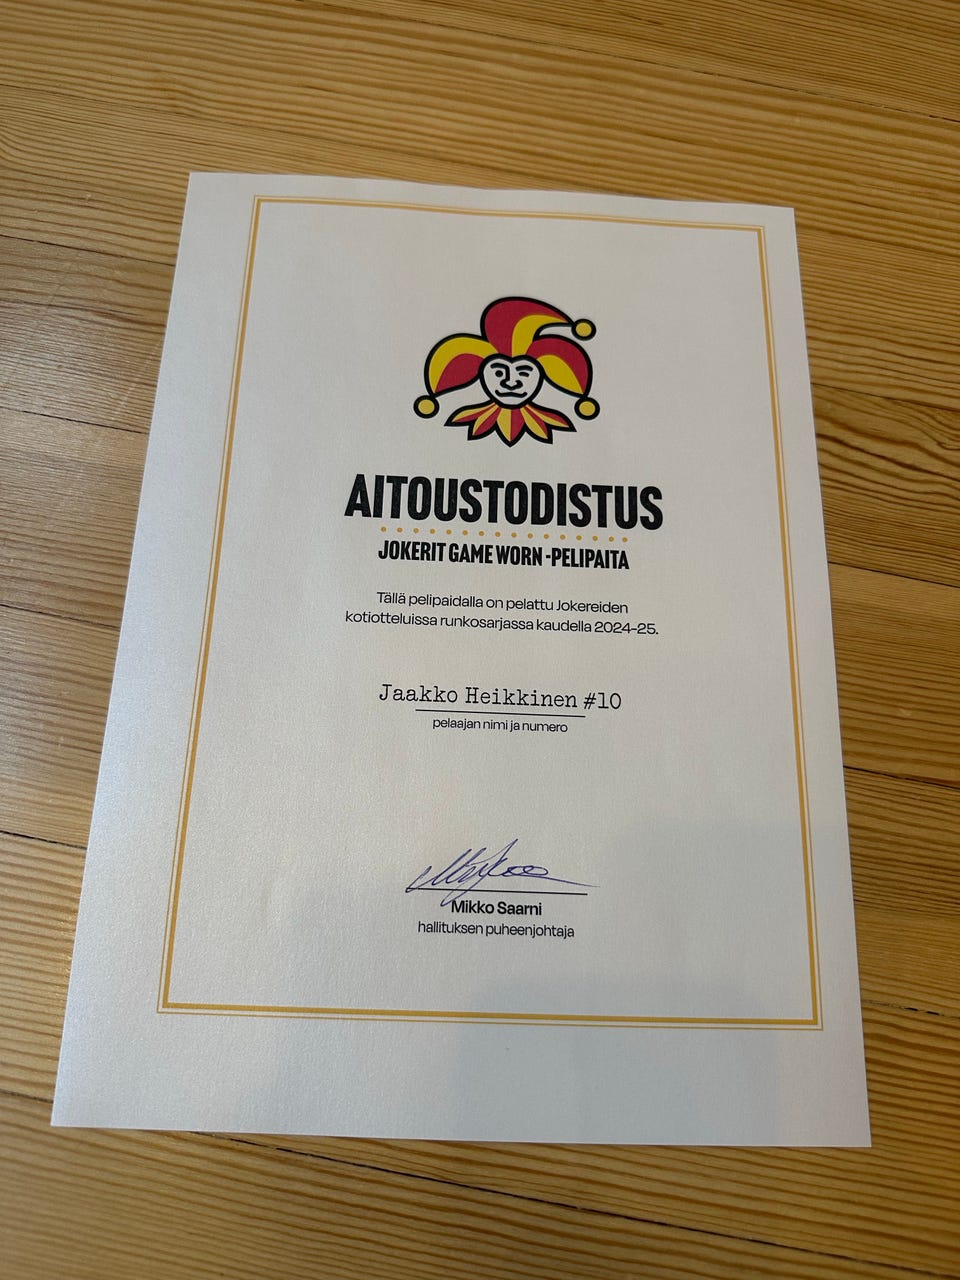 AITOUSTODISTUS
JOKERIT GAME WORN -PELIPAITA
Tällä pelipaidalla on pelattu Jokereiden
kotiotteluissa runkosarjassa kaudella 2024-25.
Jaakko Heikkinen #10
pelaajan nimi ja numero
Mikko Saarni
hallituksen puheenjohtaja